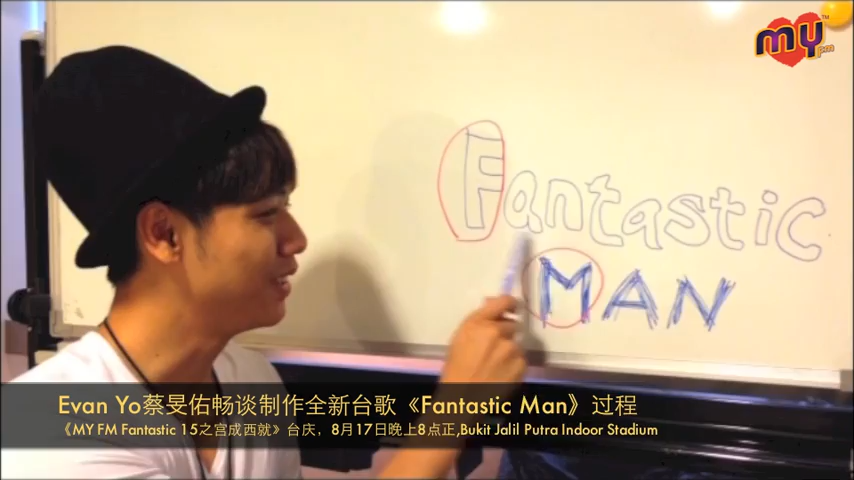 my fm
Fantastic
MAN
Evan Yo蔡旻佑畅谈制作全新台歌《Fantastic Man》过程
《MY FM Fantastic 15之宫成西就》台庆，8月17日晚上8点正,Bukit Jalil Putra Indoor Stadium